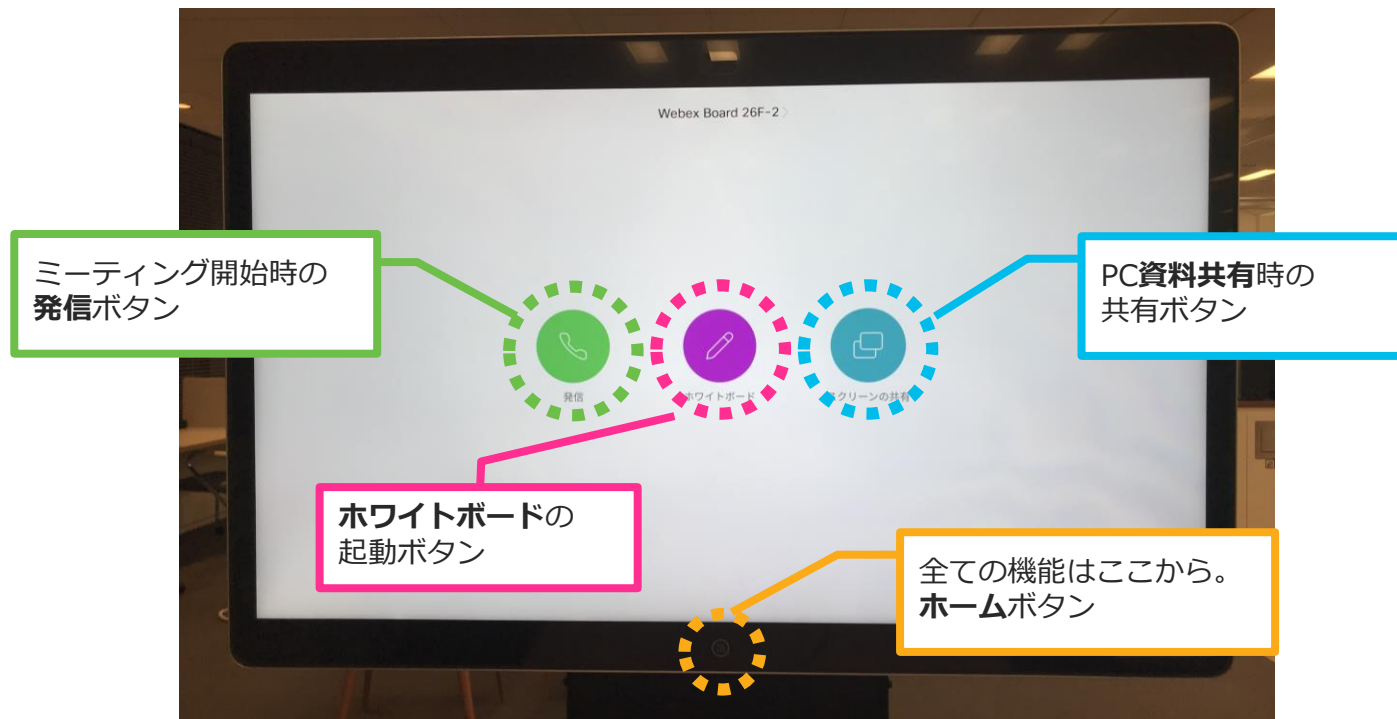 Webex Board 26F-2
ミーティング開始時の
発信ボタン
PC資料共有時の
共有ボタン
発信
ホワイトボード
スクリーンの共有
ホワイトボードの
起動ボタン
全ての機能はここから。
ホームボタン